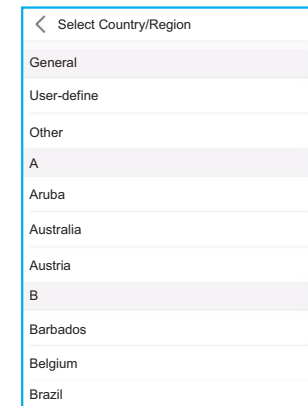 Select Country/Region
General
User-define
Other
A
Aruba
Australia
Austria
B
Barbados
Belgium
Brazil